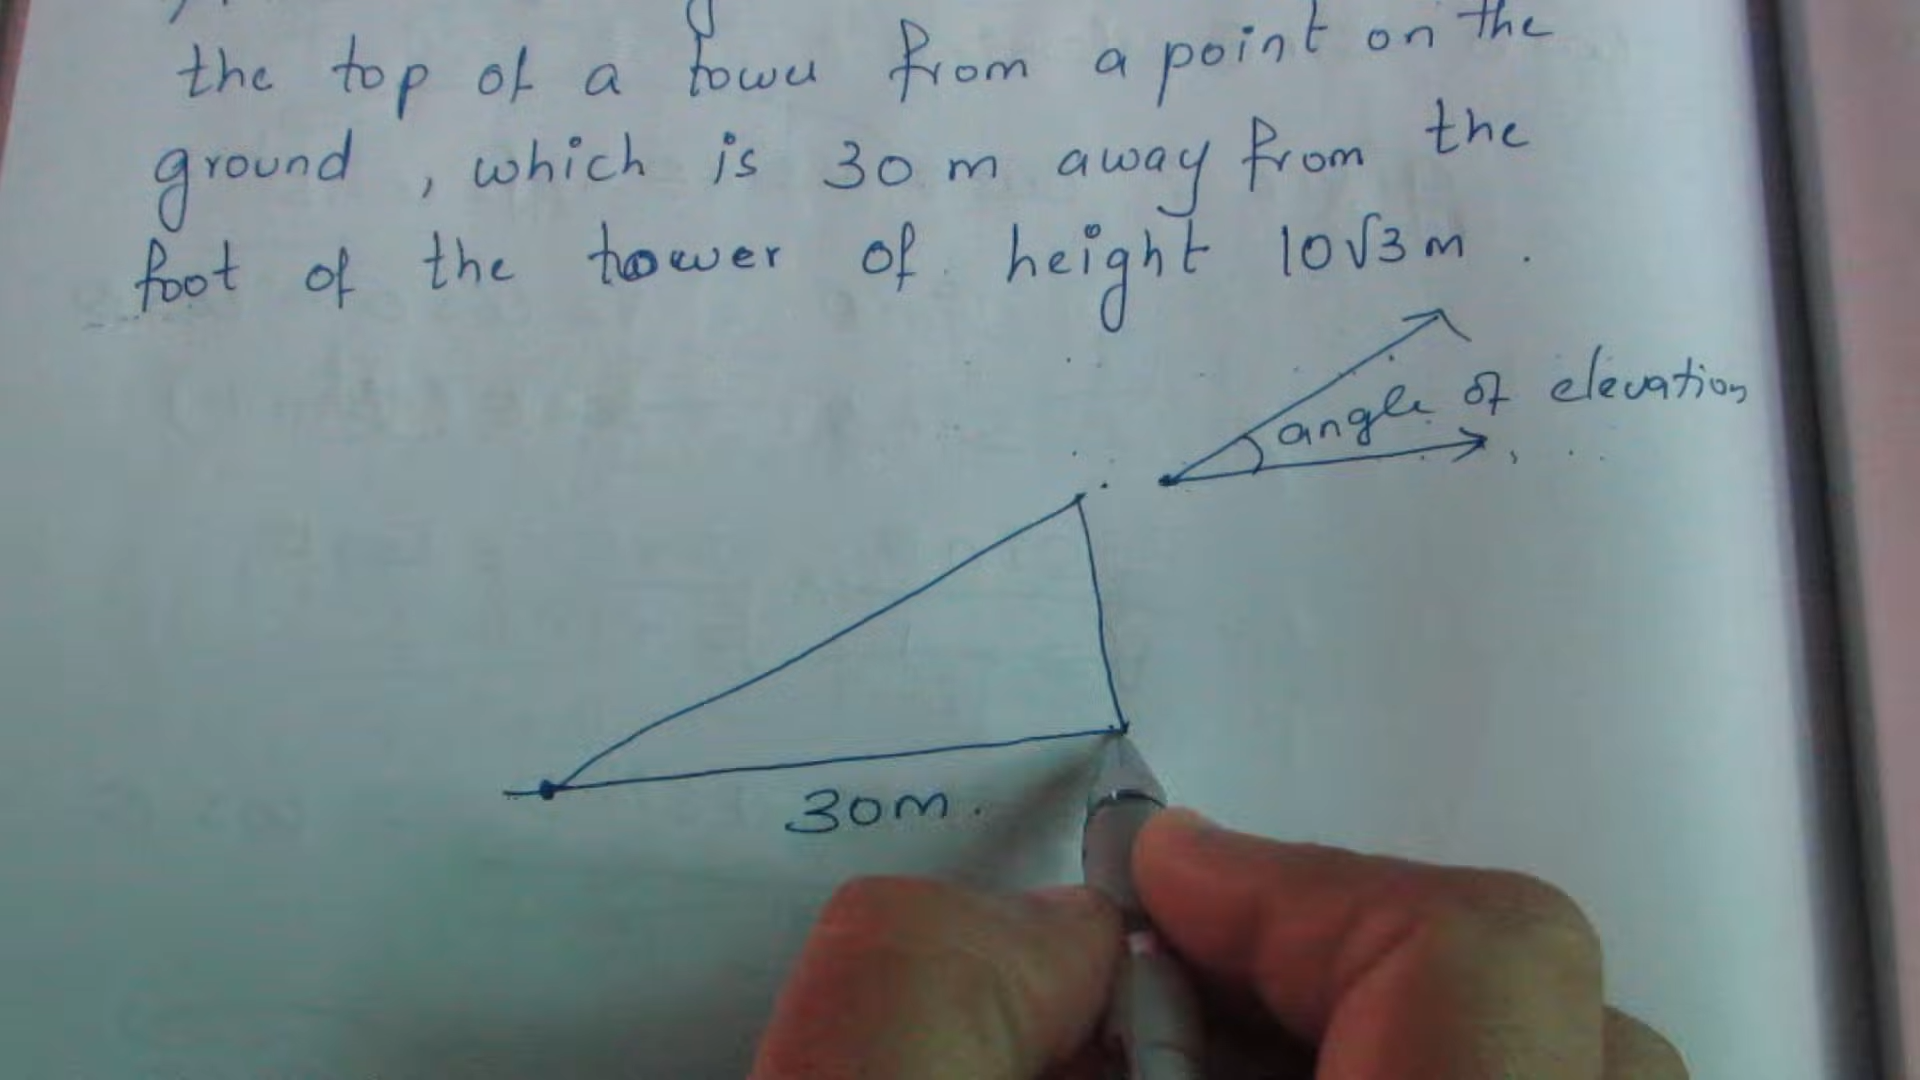 the top of a tower from a point on the
ground, which is 30 m away from the
foot of the tower of height 10√3 m.
angle of elevation
30m.